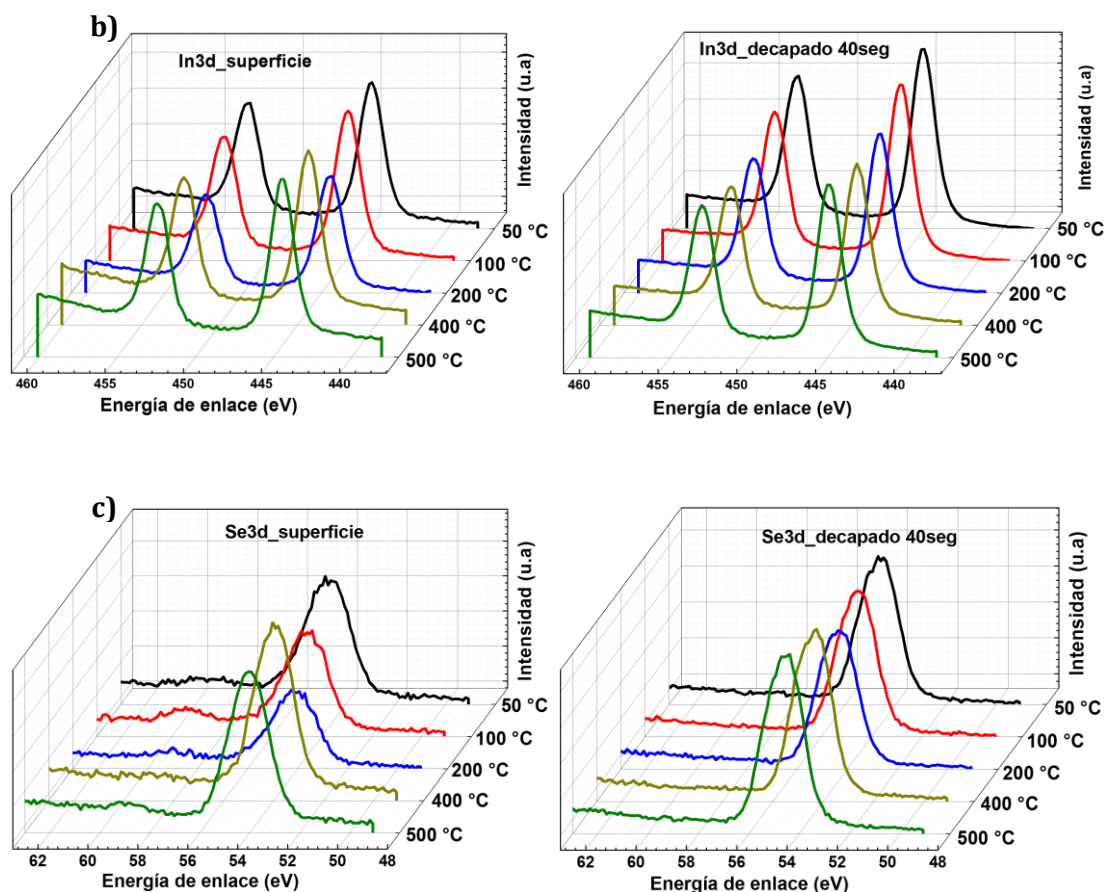 b)
In3d_superficie
Intensidad (u.a)
50 °C
100 °C
200 °C
400 °C
500 °C
460 455 450 445 440
Energía de enlace (eV)
In3d_decapado 40seg
Intensidad (u.a)
50 °C
100 °C
200 °C
400 °C
500 °C
460 455 450 445 440
Energía de enlace (eV)
c)
Se3d_superficie
Intensidad (u.a)
50 °C
100 °C
200 °C
400 °C
500 °C
62 60 58 56 54 52 50 48
Energía de enlace (eV)
Se3d_decapado 40seg
Intensidad (u.a)
50 °C
100 °C
200 °C
400 °C
500 °C
62 60 58 56 54 52 50 48
Energía de enlace (eV)